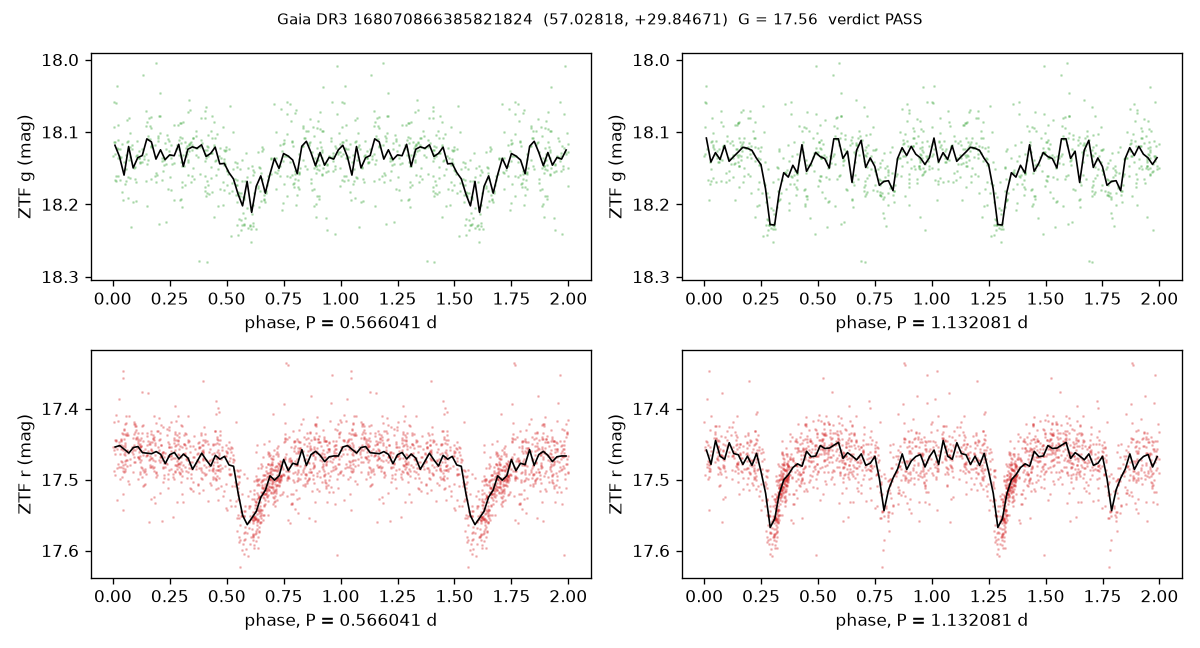 Gaia DR3 168070866385821824 (57.02818, +29.84671) G = 17.56 verdict PASS
ZTF g (mag)
18.0
18.1
18.2
18.3
0.00 0.25 0.50 0.75 1.00 1.25 1.50 1.75 2.00
phase, P = 0.566041 d
ZTF g (mag)
18.0
18.1
18.2
18.3
0.00 0.25 0.50 0.75 1.00 1.25 1.50 1.75 2.00
phase, P = 1.132081 d
ZTF r (mag)
17.4
17.5
17.6
0.00 0.25 0.50 0.75 1.00 1.25 1.50 1.75 2.00
phase, P = 0.566041 d
ZTF r (mag)
17.4
17.5
17.6
0.00 0.25 0.50 0.75 1.00 1.25 1.50 1.75 2.00
phase, P = 1.132081 d